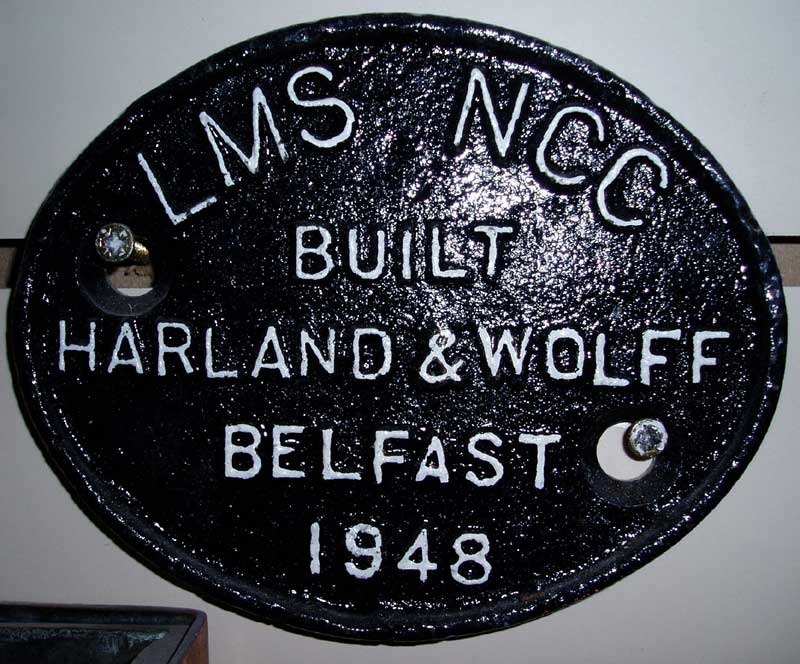 LMS NCC
BUILT
HARLAND & WOLFF
BELFAST
1948